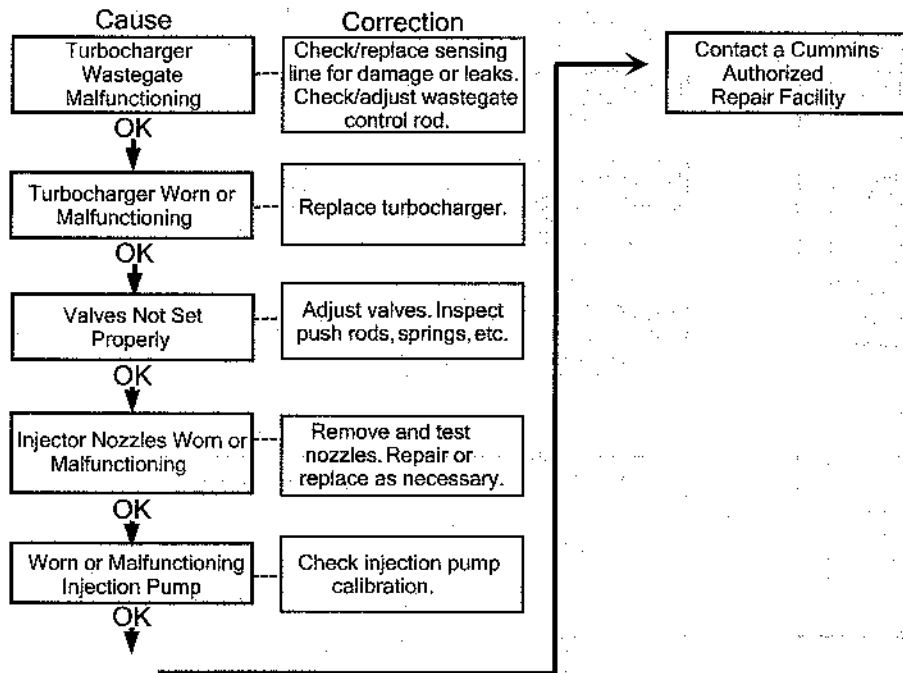 Cause
Correction
Turbocharger
Wastegate
Malfunctioning
Check/replace sensing
line for damage or leaks.
Check/adjust wastegate
control rod.
Contact a Cummins
Authorized
Repair Facility
OK
Turbocharger Worn or
Malfunctioning
Replace turbocharger.
OK
Valves Not Set
Properly
Adjust valves. Inspect
push rods, springs, etc.
OK
Injector Nozzles Worn or
Malfunctioning
Remove and test
nozzles. Repair or
replace as necessary.
OK
Worn or Malfunctioning
Injection Pump
Check injection pump
calibration.
OK